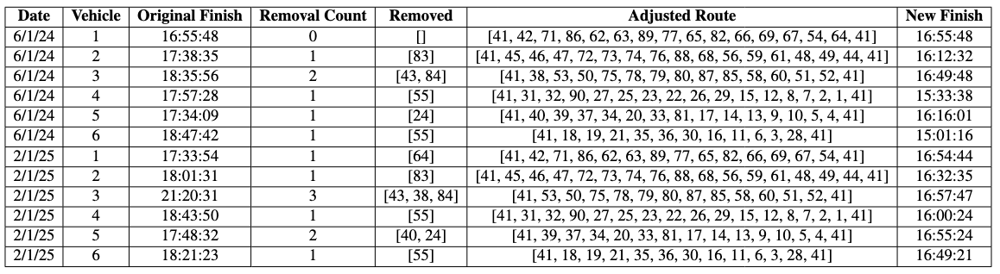 Date Vehicle Original Finish Removal Count Removed Adjusted Route New Finish
6/1/24 1 16:55:48 0 [] [41, 42, 71, 86, 62, 63, 89, 77, 65, 82, 66, 69, 67, 54, 64, 41] 16:55:48
6/1/24 2 17:38:35 1 [83] [41, 45, 46, 47, 72, 73, 74, 76, 88, 68, 56, 59, 61, 48, 49, 44, 41] 16:12:32
6/1/24 3 18:35:56 2 [43, 84] [41, 38, 53, 50, 75, 78, 79, 80, 87, 85, 58, 60, 51, 52, 41] 16:49:48
6/1/24 4 17:57:28 1 [55] [41, 31, 32, 90, 27, 25, 23, 22, 26, 29, 15, 12, 8, 7, 2, 1, 41] 15:33:38
6/1/24 5 17:34:09 1 [24] [41, 40, 39, 37, 34, 20, 33, 81, 17, 14, 13, 9, 10, 5, 4, 41] 16:16:01
6/1/24 6 18:47:42 1 [55] [41, 18, 19, 21, 35, 36, 30, 16, 11, 6, 3, 28, 41] 15:01:16
2/1/25 1 17:33:54 1 [64] [41, 42, 71, 86, 62, 63, 89, 77, 65, 82, 66, 69, 67, 54, 41] 16:54:44
2/1/25 2 18:01:31 1 [83] [41, 45, 46, 47, 72, 73, 74, 76, 88, 68, 56, 59, 61, 48, 49, 44, 41] 16:32:35
2/1/25 3 21:20:31 3 [43, 38, 84] [41, 53, 50, 75, 78, 79, 80, 87, 85, 58, 60, 51, 52, 41] 16:57:47
2/1/25 4 18:43:50 1 [55] [41, 31, 32, 90, 27, 25, 23, 22, 26, 29, 15, 12, 8, 7, 2, 1, 41] 16:00:24
2/1/25 5 17:48:32 2 [40, 24] [41, 39, 37, 34, 20, 33, 81, 17, 14, 13, 9, 10, 5, 4, 41] 16:55:24
2/1/25 6 18:21:23 1 [55] [41, 18, 19, 21, 35, 36, 30, 16, 11, 6, 3, 28, 41] 16:49:21